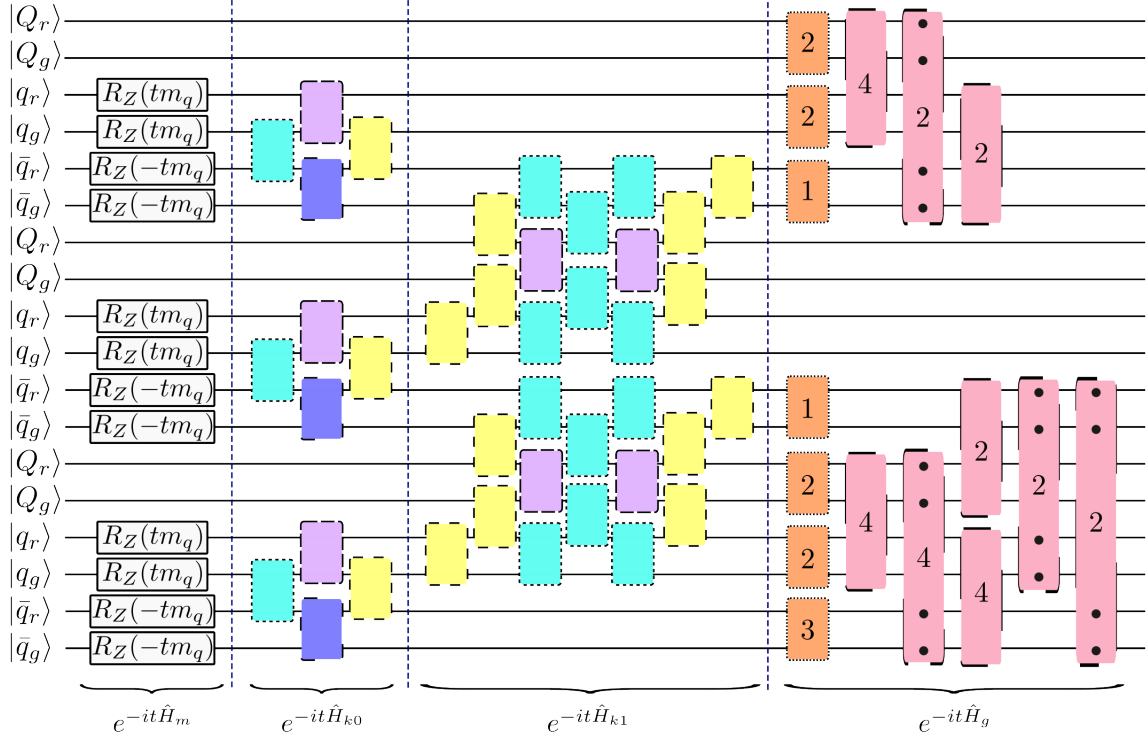 |Q_r⟩ 2 4 2
|Q_g⟩
|q_r⟩ R_Z(tm_q) 2 2
|q_g⟩ R_Z(tm_q)
|q̄_r⟩ R_Z(-tm_q) 1
|q̄_g⟩ R_Z(-tm_q)
|Q_r⟩
|Q_g⟩
|q_r⟩ R_Z(tm_q)
|q_g⟩ R_Z(tm_q)
|q̄_r⟩ R_Z(-tm_q) 1
|q̄_g⟩ R_Z(-tm_q) 2 2 2
|Q_r⟩ 2
|Q_g⟩ 4 4
|q_r⟩ R_Z(tm_q) 2
|q_g⟩ R_Z(tm_q) 4
|q̄_r⟩ R_Z(-tm_q) 3
|q̄_g⟩ R_Z(-tm_q)
e^{-itĤ_m} e^{-itĤ_{k0}} e^{-itĤ_{k1}} e^{-itĤ_g}